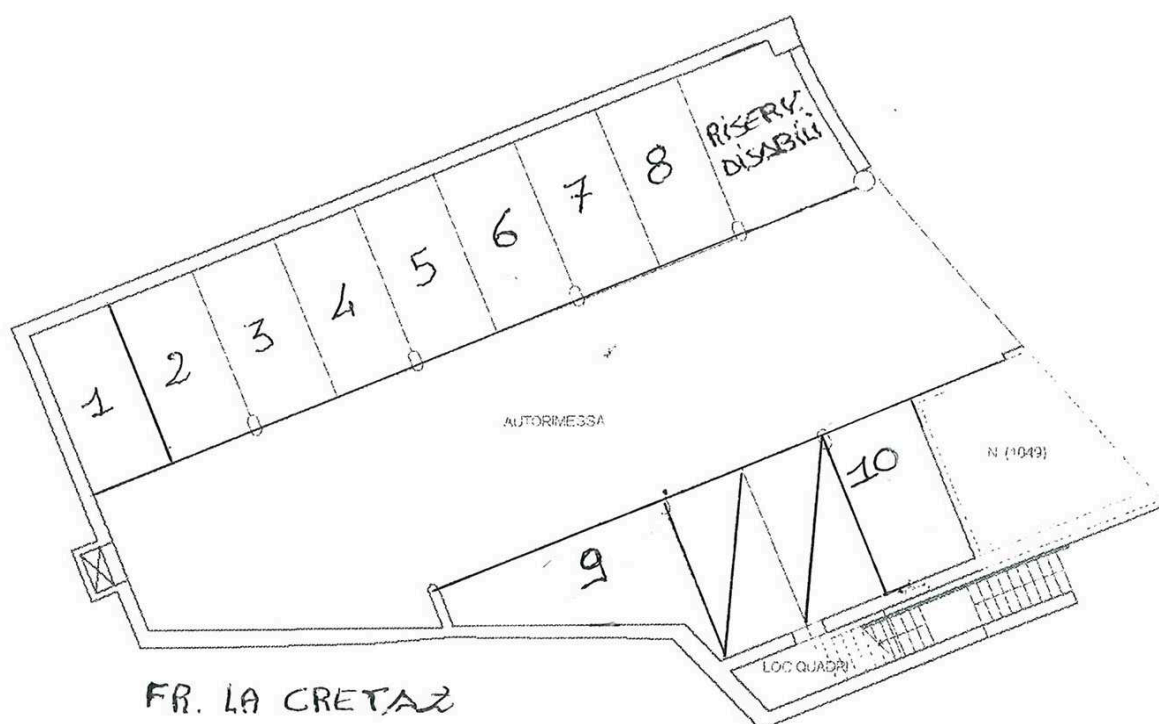 RISERV.
DISABILI
8
7
6
5
4
3
2
1
AUTORIMESSA
10
N (1049)
9
LOC QUADRI
FR. LA CRETAZ